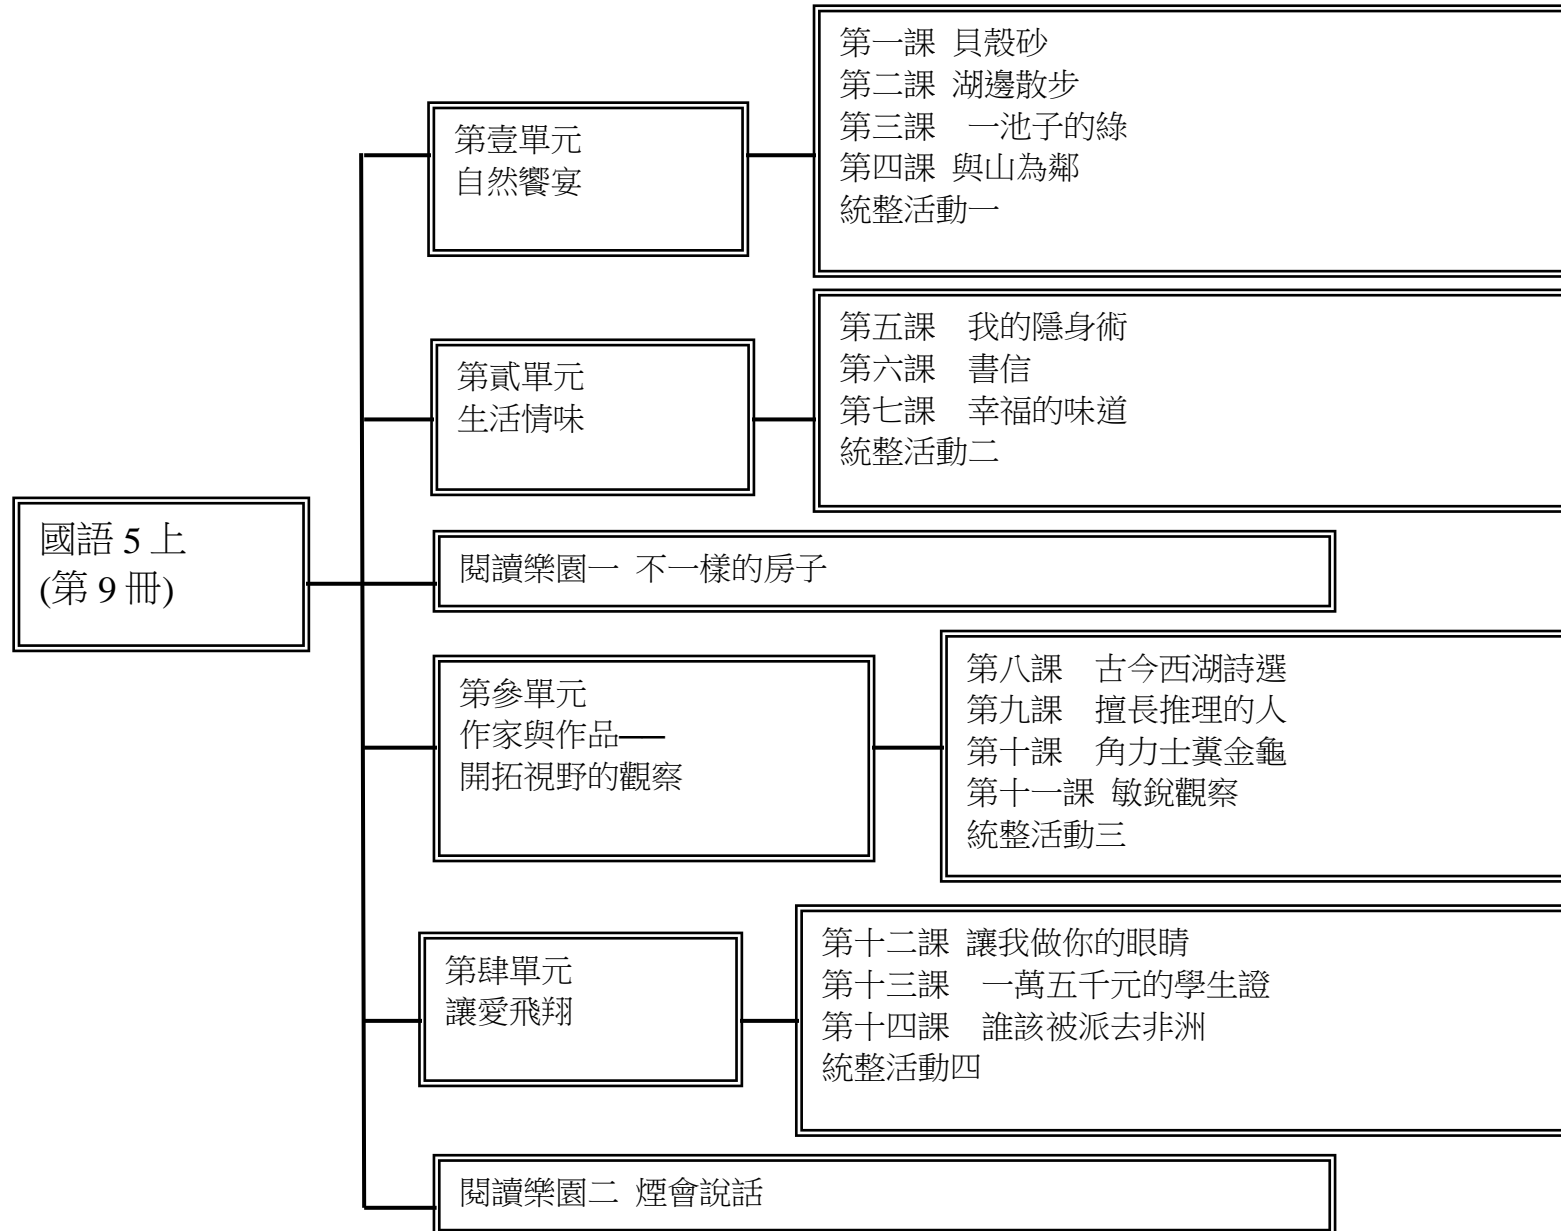 國語 5 上
(第 9 冊)
第壹單元
自然饗宴
第一課 貝殼砂
第二課 湖邊散步
第三課　一池子的綠
第四課 與山為鄰
統整活動一
第貳單元
生活情味
第五課　我的隱身術
第六課　書信
第七課　幸福的味道
統整活動二
閱讀樂園一 不一樣的房子
第參單元
作家與作品──
開拓視野的觀察
第八課　古今西湖詩選
第九課　擅長推理的人
第十課　角力士糞金龜
第十一課 敏銳觀察
統整活動三
第肆單元
讓愛飛翔
第十二課 讓我做你的眼睛
第十三課　一萬五千元的學生證
第十四課　誰該被派去非洲
統整活動四
閱讀樂園二 煙會說話